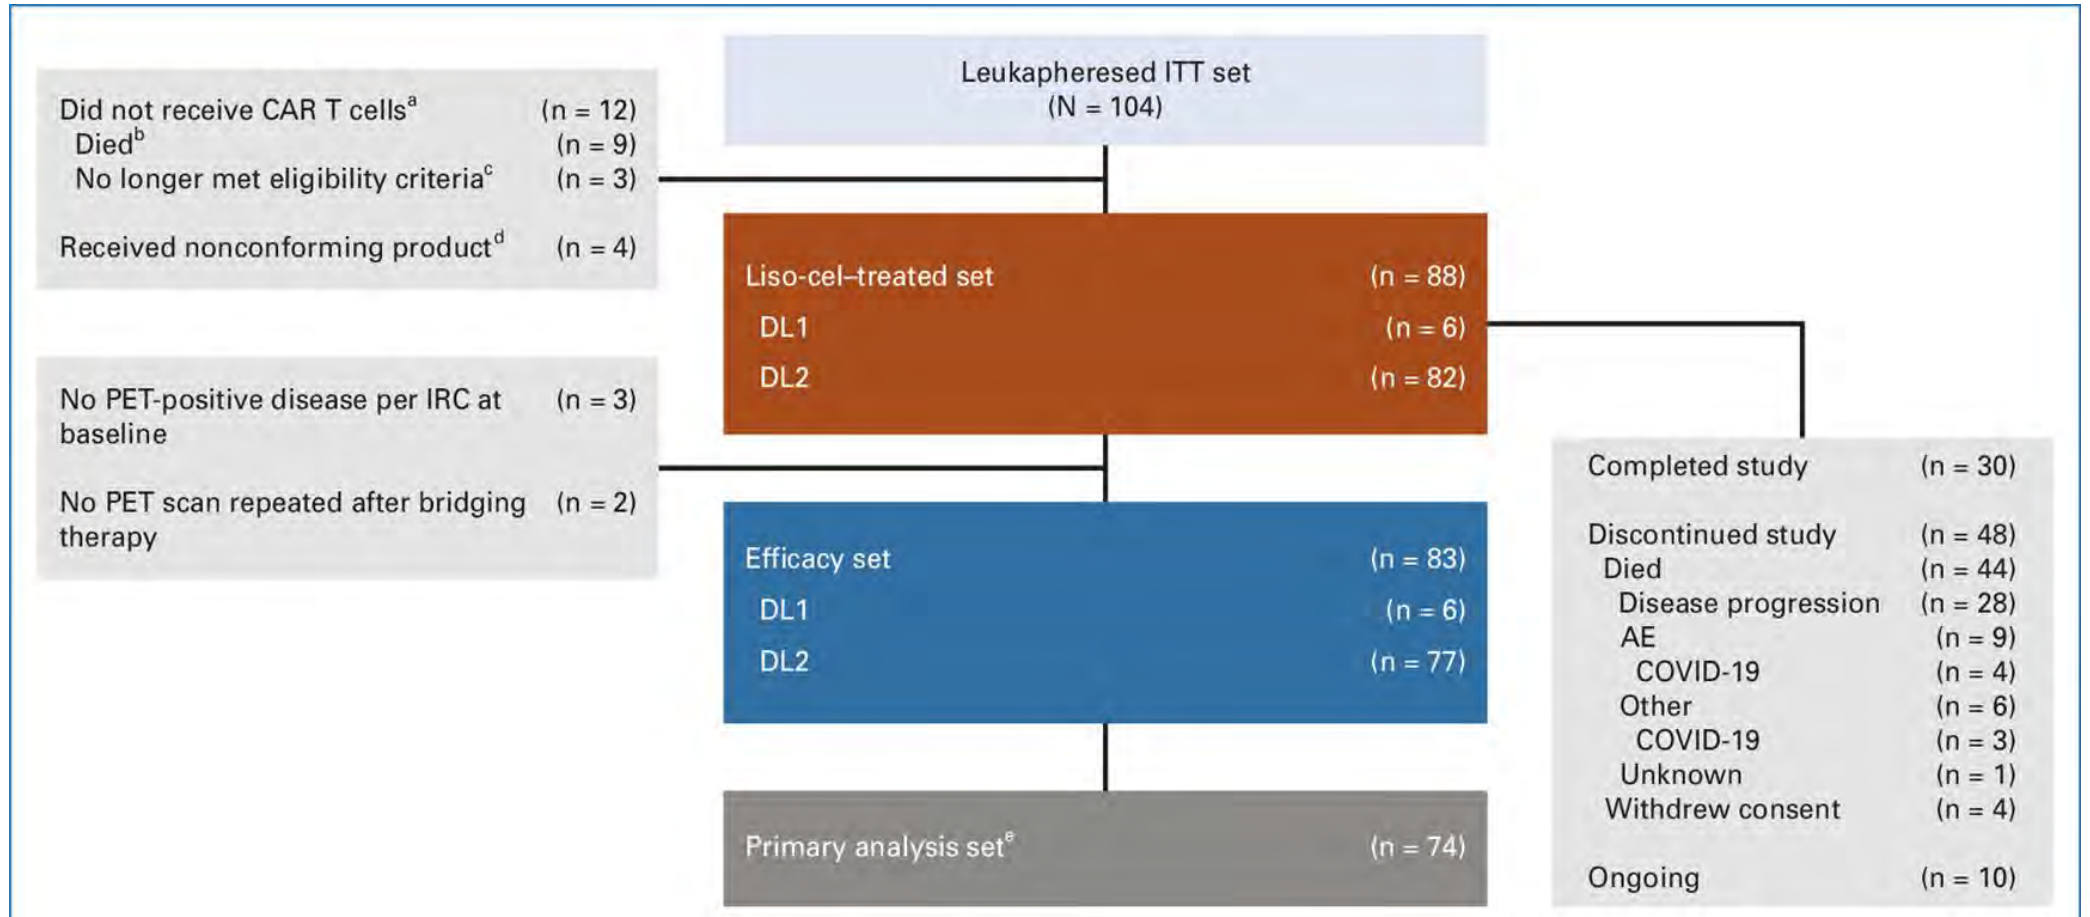 Leukapheresed ITT set
(N = 104)
Did not receive CAR T cellsᵃ (n = 12)
Diedᵇ (n = 9)
No longer met eligibility criteriaᶜ (n = 3)
Received nonconforming productᵈ (n = 4)
Liso-cel–treated set (n = 88)
DL1 (n = 6)
DL2 (n = 82)
No PET-positive disease per IRC at (n = 3)
baseline
No PET scan repeated after bridging (n = 2)
therapy
Efficacy set (n = 83)
DL1 (n = 6)
DL2 (n = 77)
Primary analysis setᵉ (n = 74)
Completed study (n = 30)
Discontinued study (n = 48)
Died (n = 44)
Disease progression (n = 28)
AE (n = 9)
COVID-19 (n = 4)
Other (n = 6)
COVID-19 (n = 3)
Unknown (n = 1)
Withdrew consent (n = 4)
Ongoing (n = 10)